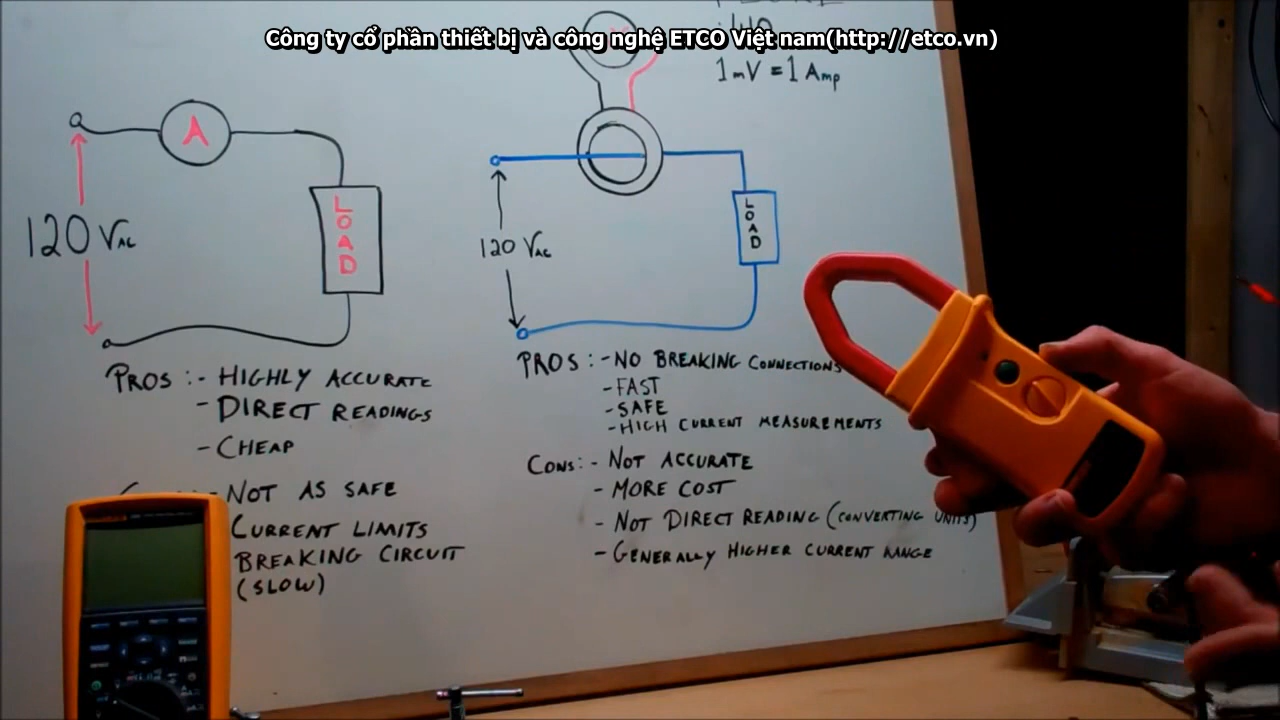 Công ty cổ phần thiết bị và công nghệ ETCO Việt nam(http://etco.vn)
1mV = 1 Amp
A
LOAD
120 VAC
PROS :- HIGHLY ACCURATE
- DIRECT READINGS
- CHEAP
- NOT AS SAFE
CURRENT LIMITS
BREAKING CIRCUIT
(SLOW)
LOAD
120 VAC
PROS :- NO BREAKING CONNECTIONS
- FAST
- SAFE
- HIGH CURRENT MEASUREMENTS
CONS:- NOT ACCURATE
- MORE COST
- NOT DIRECT READING (CONVERTING UNITS)
- GENERALLY HIGHER CURRENT RANGE